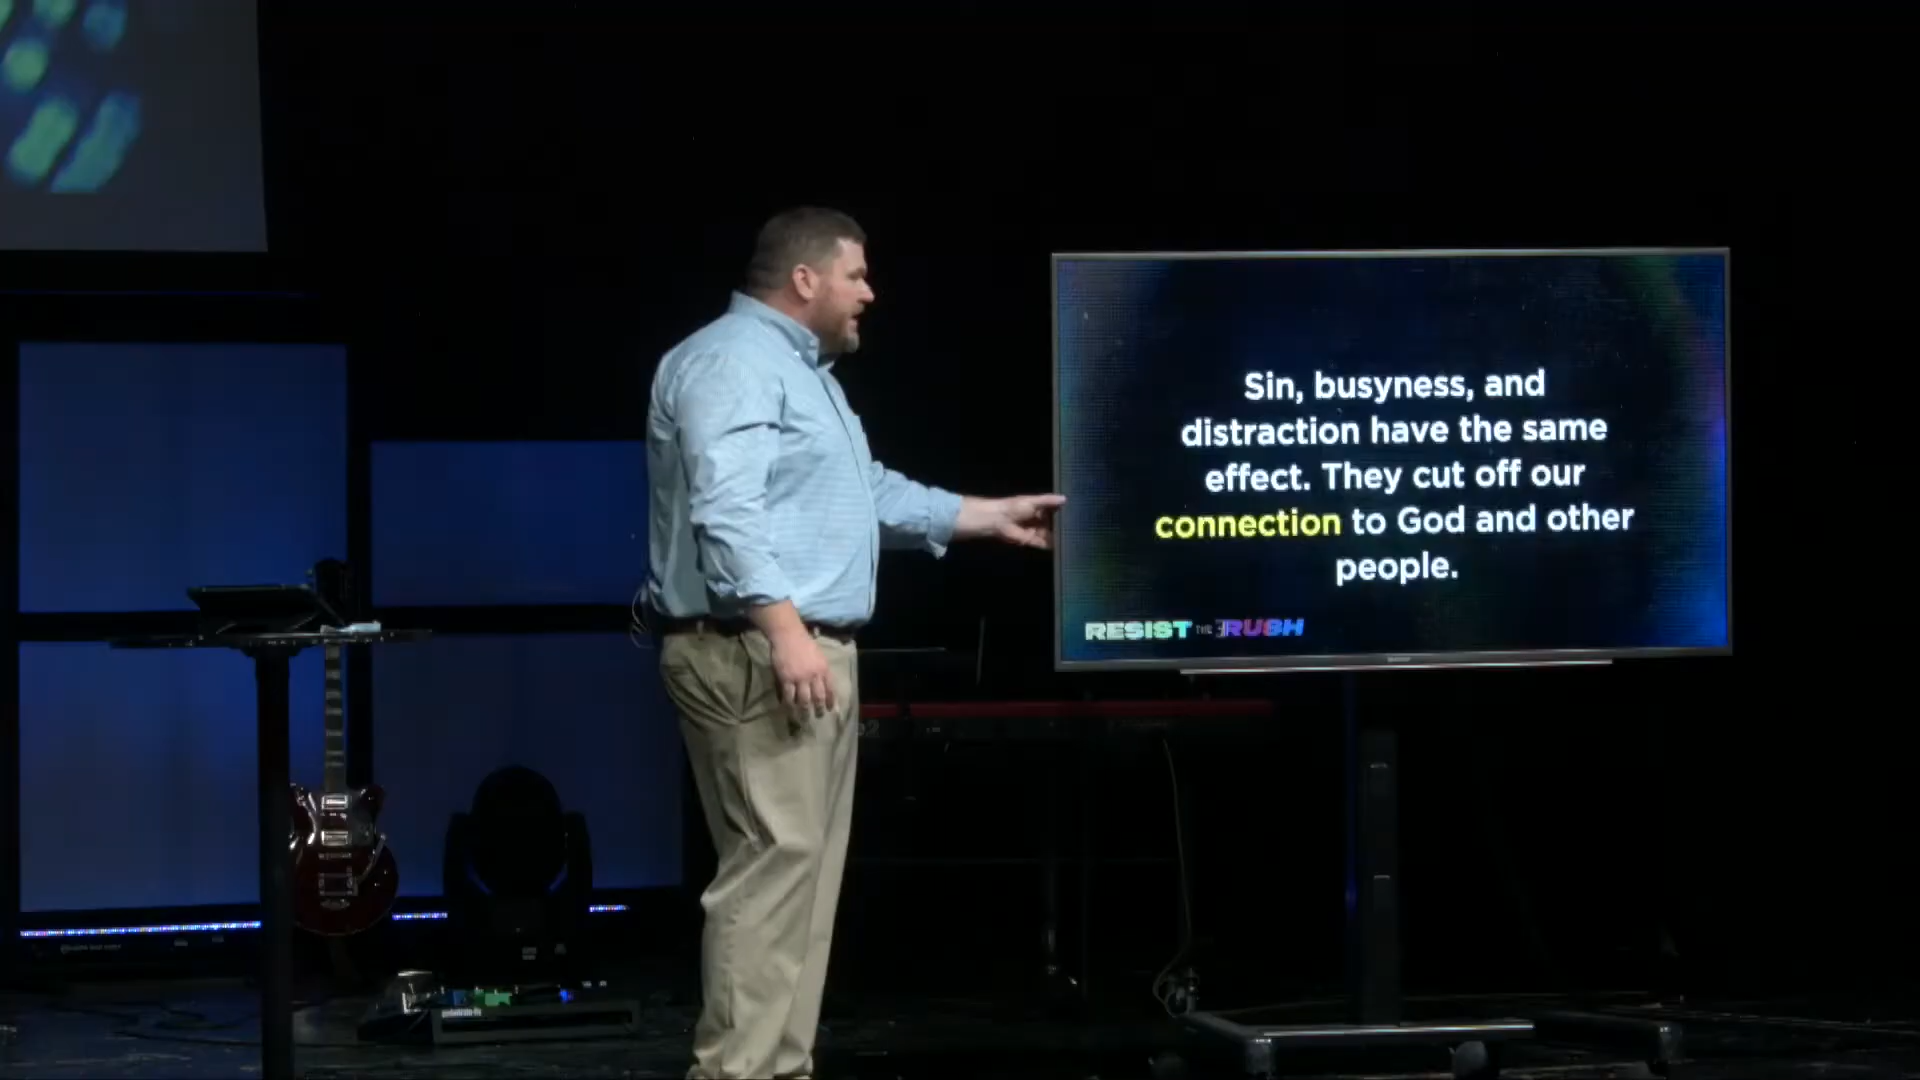 Sin, busyness, and
distraction have the same
effect. They cut off our
connection to God and other
people.
RESIST THE RUSH